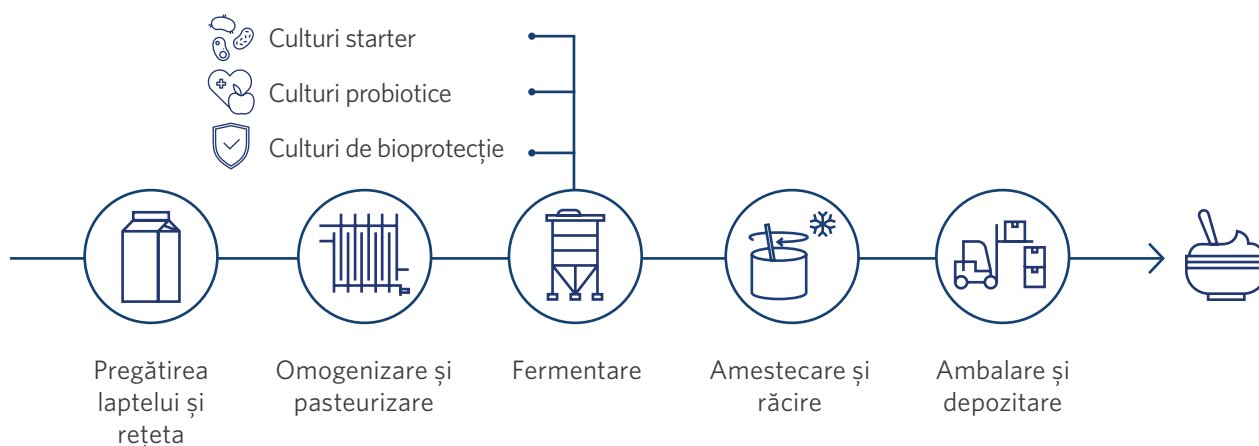 Culturi starter
Culturi probiotice
Culturi de bioprotecție
Pregătirea
laptelui și
rețeta
Omogenizare și
pasteurizare
Fermentare
Amestecare și
răcire
Ambalare și
depozitare